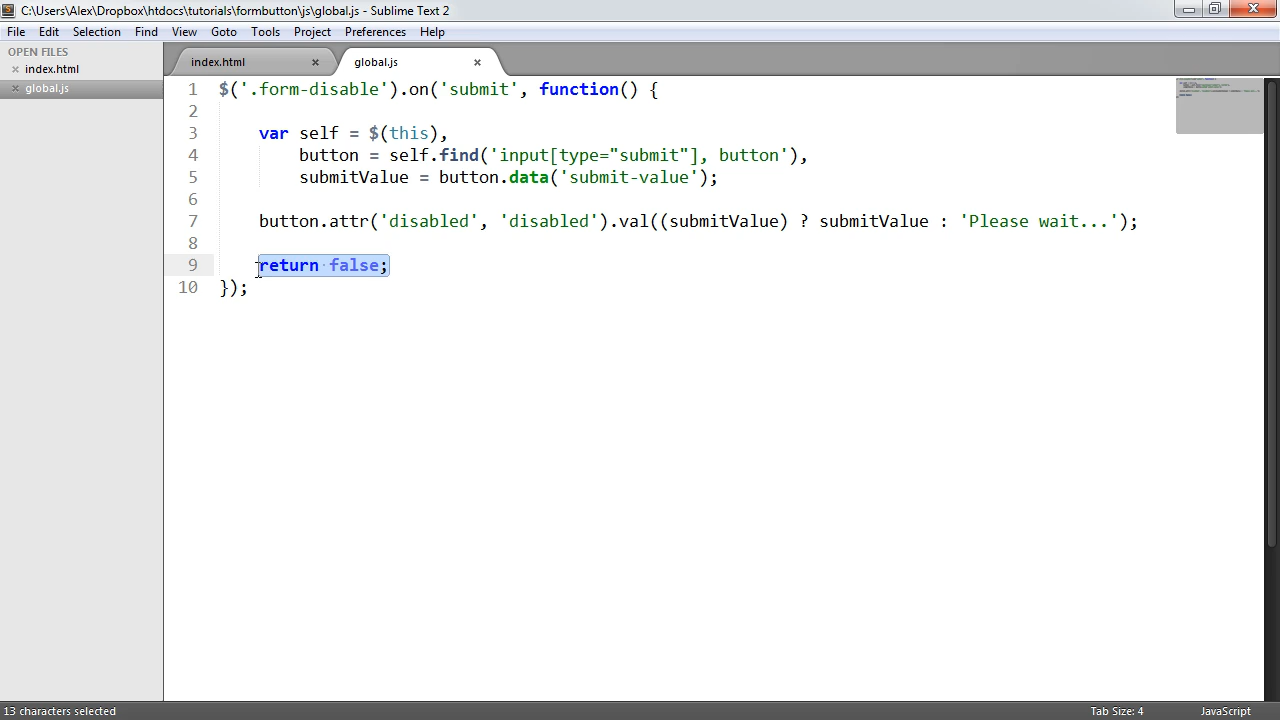 C:\Users\Alex\Dropbox\htdocs\tutorials\formbutton\js\global.js - Sublime Text 2
File Edit Selection Find View Goto Tools Project Preferences Help
OPEN FILES
index.html
global.js
index.html
global.js
1 $('.form-disable').on('submit', function() {
2
3 var self = $(this),
4 button = self.find('input[type="submit"], button'),
5 submitValue = button.data('submit-value');
6
7 button.attr('disabled', 'disabled').val((submitValue) ? submitValue : 'Please wait...');
8
9 return false;
10 });
13 characters selected
Tab Size: 4
JavaScript